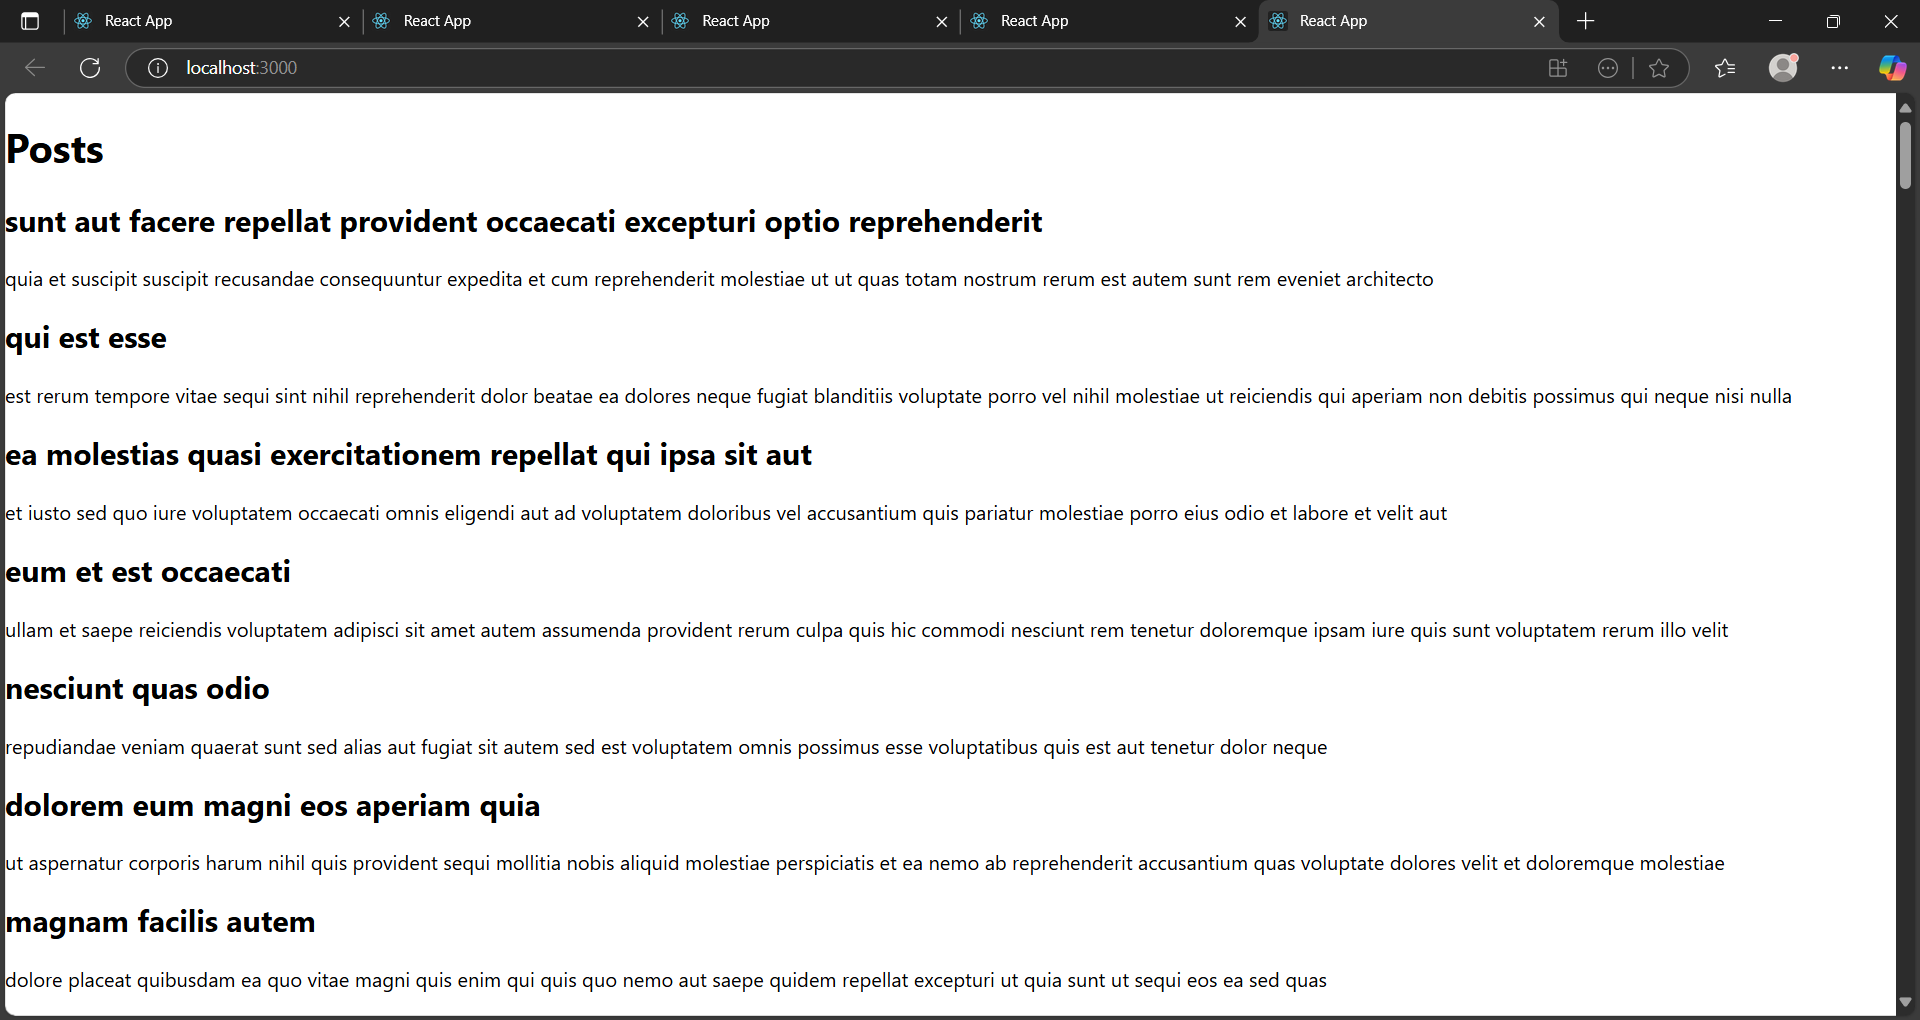 React App
React App
React App
React App
React App
localhost:3000
Posts
sunt aut facere repellat provident occaecati excepturi optio reprehenderit
quia et suscipit suscipit recusandae consequuntur expedita et cum reprehenderit molestiae ut ut quas totam nostrum rerum est autem sunt rem eveniet architecto
qui est esse
est rerum tempore vitae sequi sint nihil reprehenderit dolor beatae ea dolores neque fugiat blanditiis voluptate porro vel nihil molestiae ut reiciendis qui aperiam non debitis possimus qui neque nisi nulla
ea molestias quasi exercitationem repellat qui ipsa sit aut
et iusto sed quo iure voluptatem occaecati omnis eligendi aut ad voluptatem doloribus vel accusantium quis pariatur molestiae porro eius odio et labore et velit aut
eum et est occaecati
ullam et saepe reiciendis voluptatem adipisci sit amet autem assumenda provident rerum culpa quis hic commodi nesciunt rem tenetur doloremque ipsam iure quis sunt voluptatem rerum illo velit
nesciunt quas odio
repudiandae veniam quaerat sunt sed alias aut fugiat sit autem sed est voluptatem omnis possimus esse voluptatibus quis est aut tenetur dolor neque
dolorem eum magni eos aperiam quia
ut aspernatur corporis harum nihil quis provident sequi mollitia nobis aliquid molestiae perspiciatis et ea nemo ab reprehenderit accusantium quas voluptate dolores velit et doloremque molestiae
magnam facilis autem
dolore placeat quibusdam ea quo vitae magni quis enim qui quis quo nemo aut saepe quidem repellat excepturi ut quia sunt ut sequi eos ea sed quas